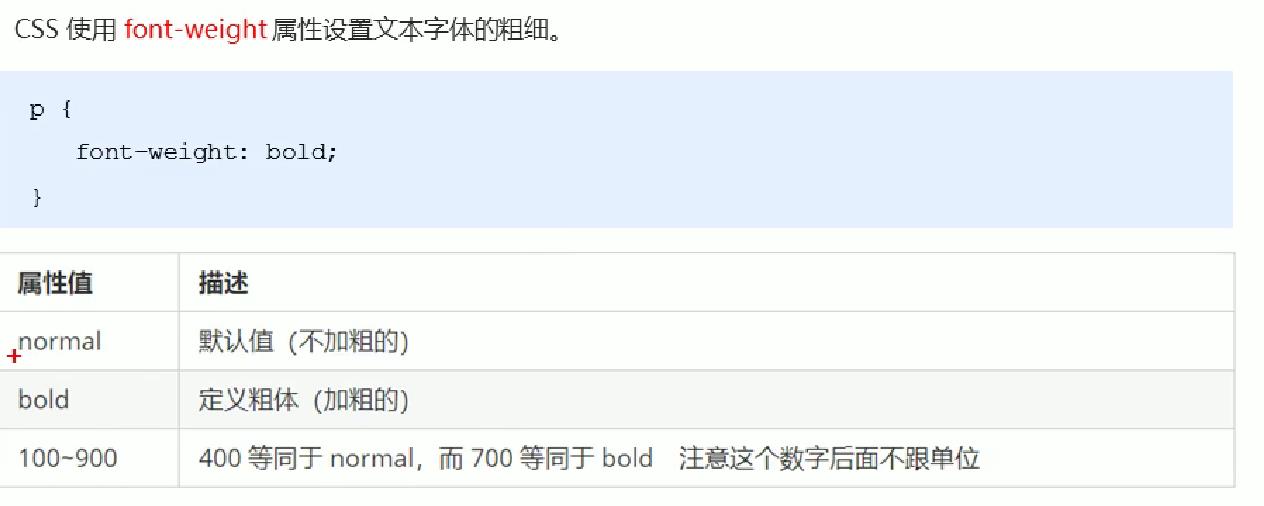 CSS 使用 font-weight 属性设置文本字体的粗细。
p {
font-weight: bold;
}
属性值 描述
normal 默认值（不加粗的）
bold 定义粗体（加粗的）
100~900 400 等同于 normal，而 700 等同于 bold 注意这个数字后面不跟单位